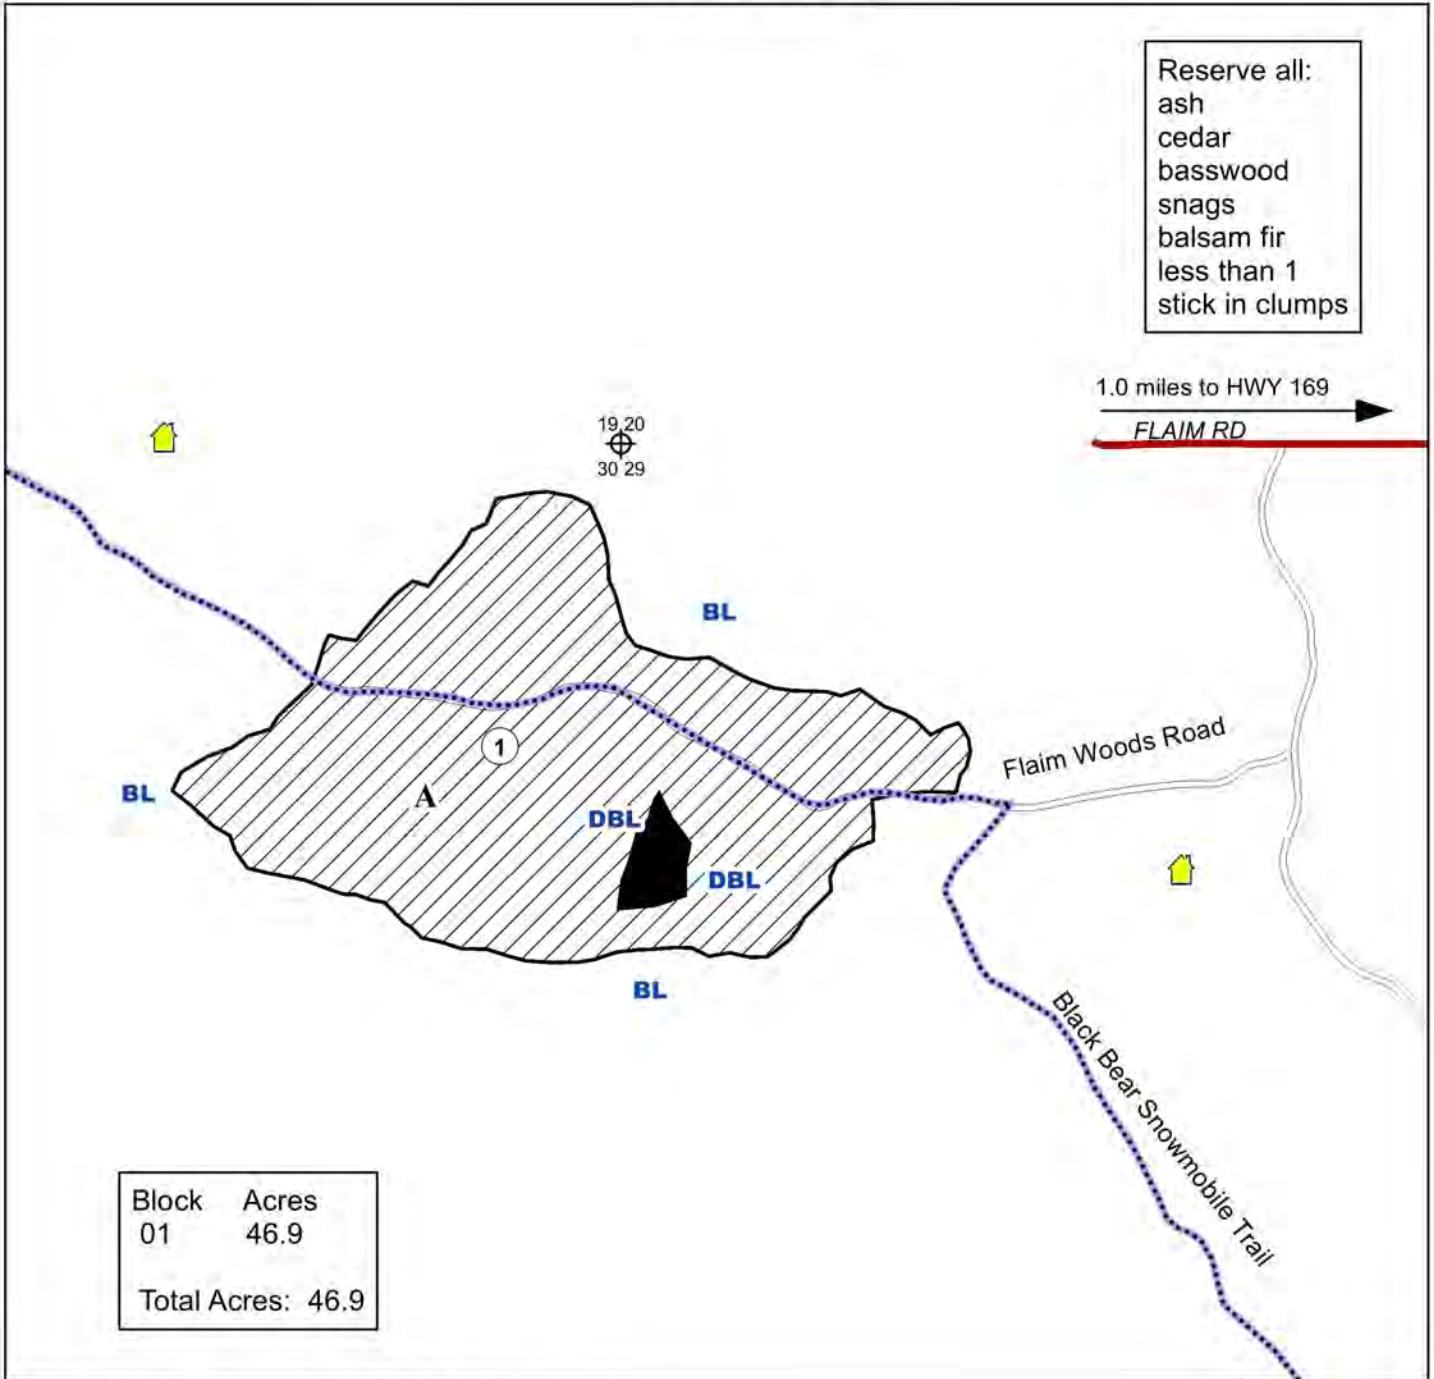 Reserve all:
ash
cedar
basswood
snags
balsam fir
less than 1
stick in clumps
1.0 miles to HWY 169
FLAIM RD
19 20
30 29
BL
Flaim Woods Road
1
BL
A
DBL
DBL
BL
Black Bear Snowmobile Trail
Block Acres
01 46.9
Total Acres: 46.9